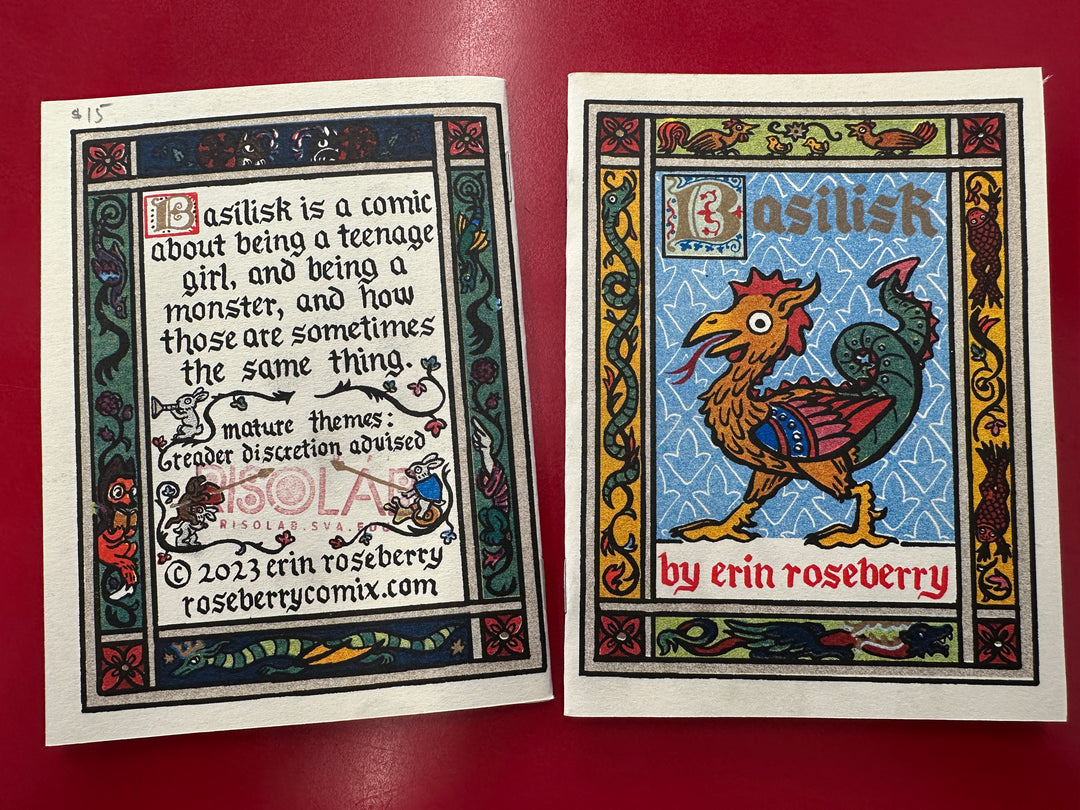 $15
Basilisk is a comic
about being a teenage
girl, and being a
monster, and how
those are sometimes
the same thing.
mature themes:
reader discretion advised
RISOLAB
RISOLAB.SVA.EDU
© 2023 erin roseberry
roseberrycomix.com
Basilisk
by erin roseberry